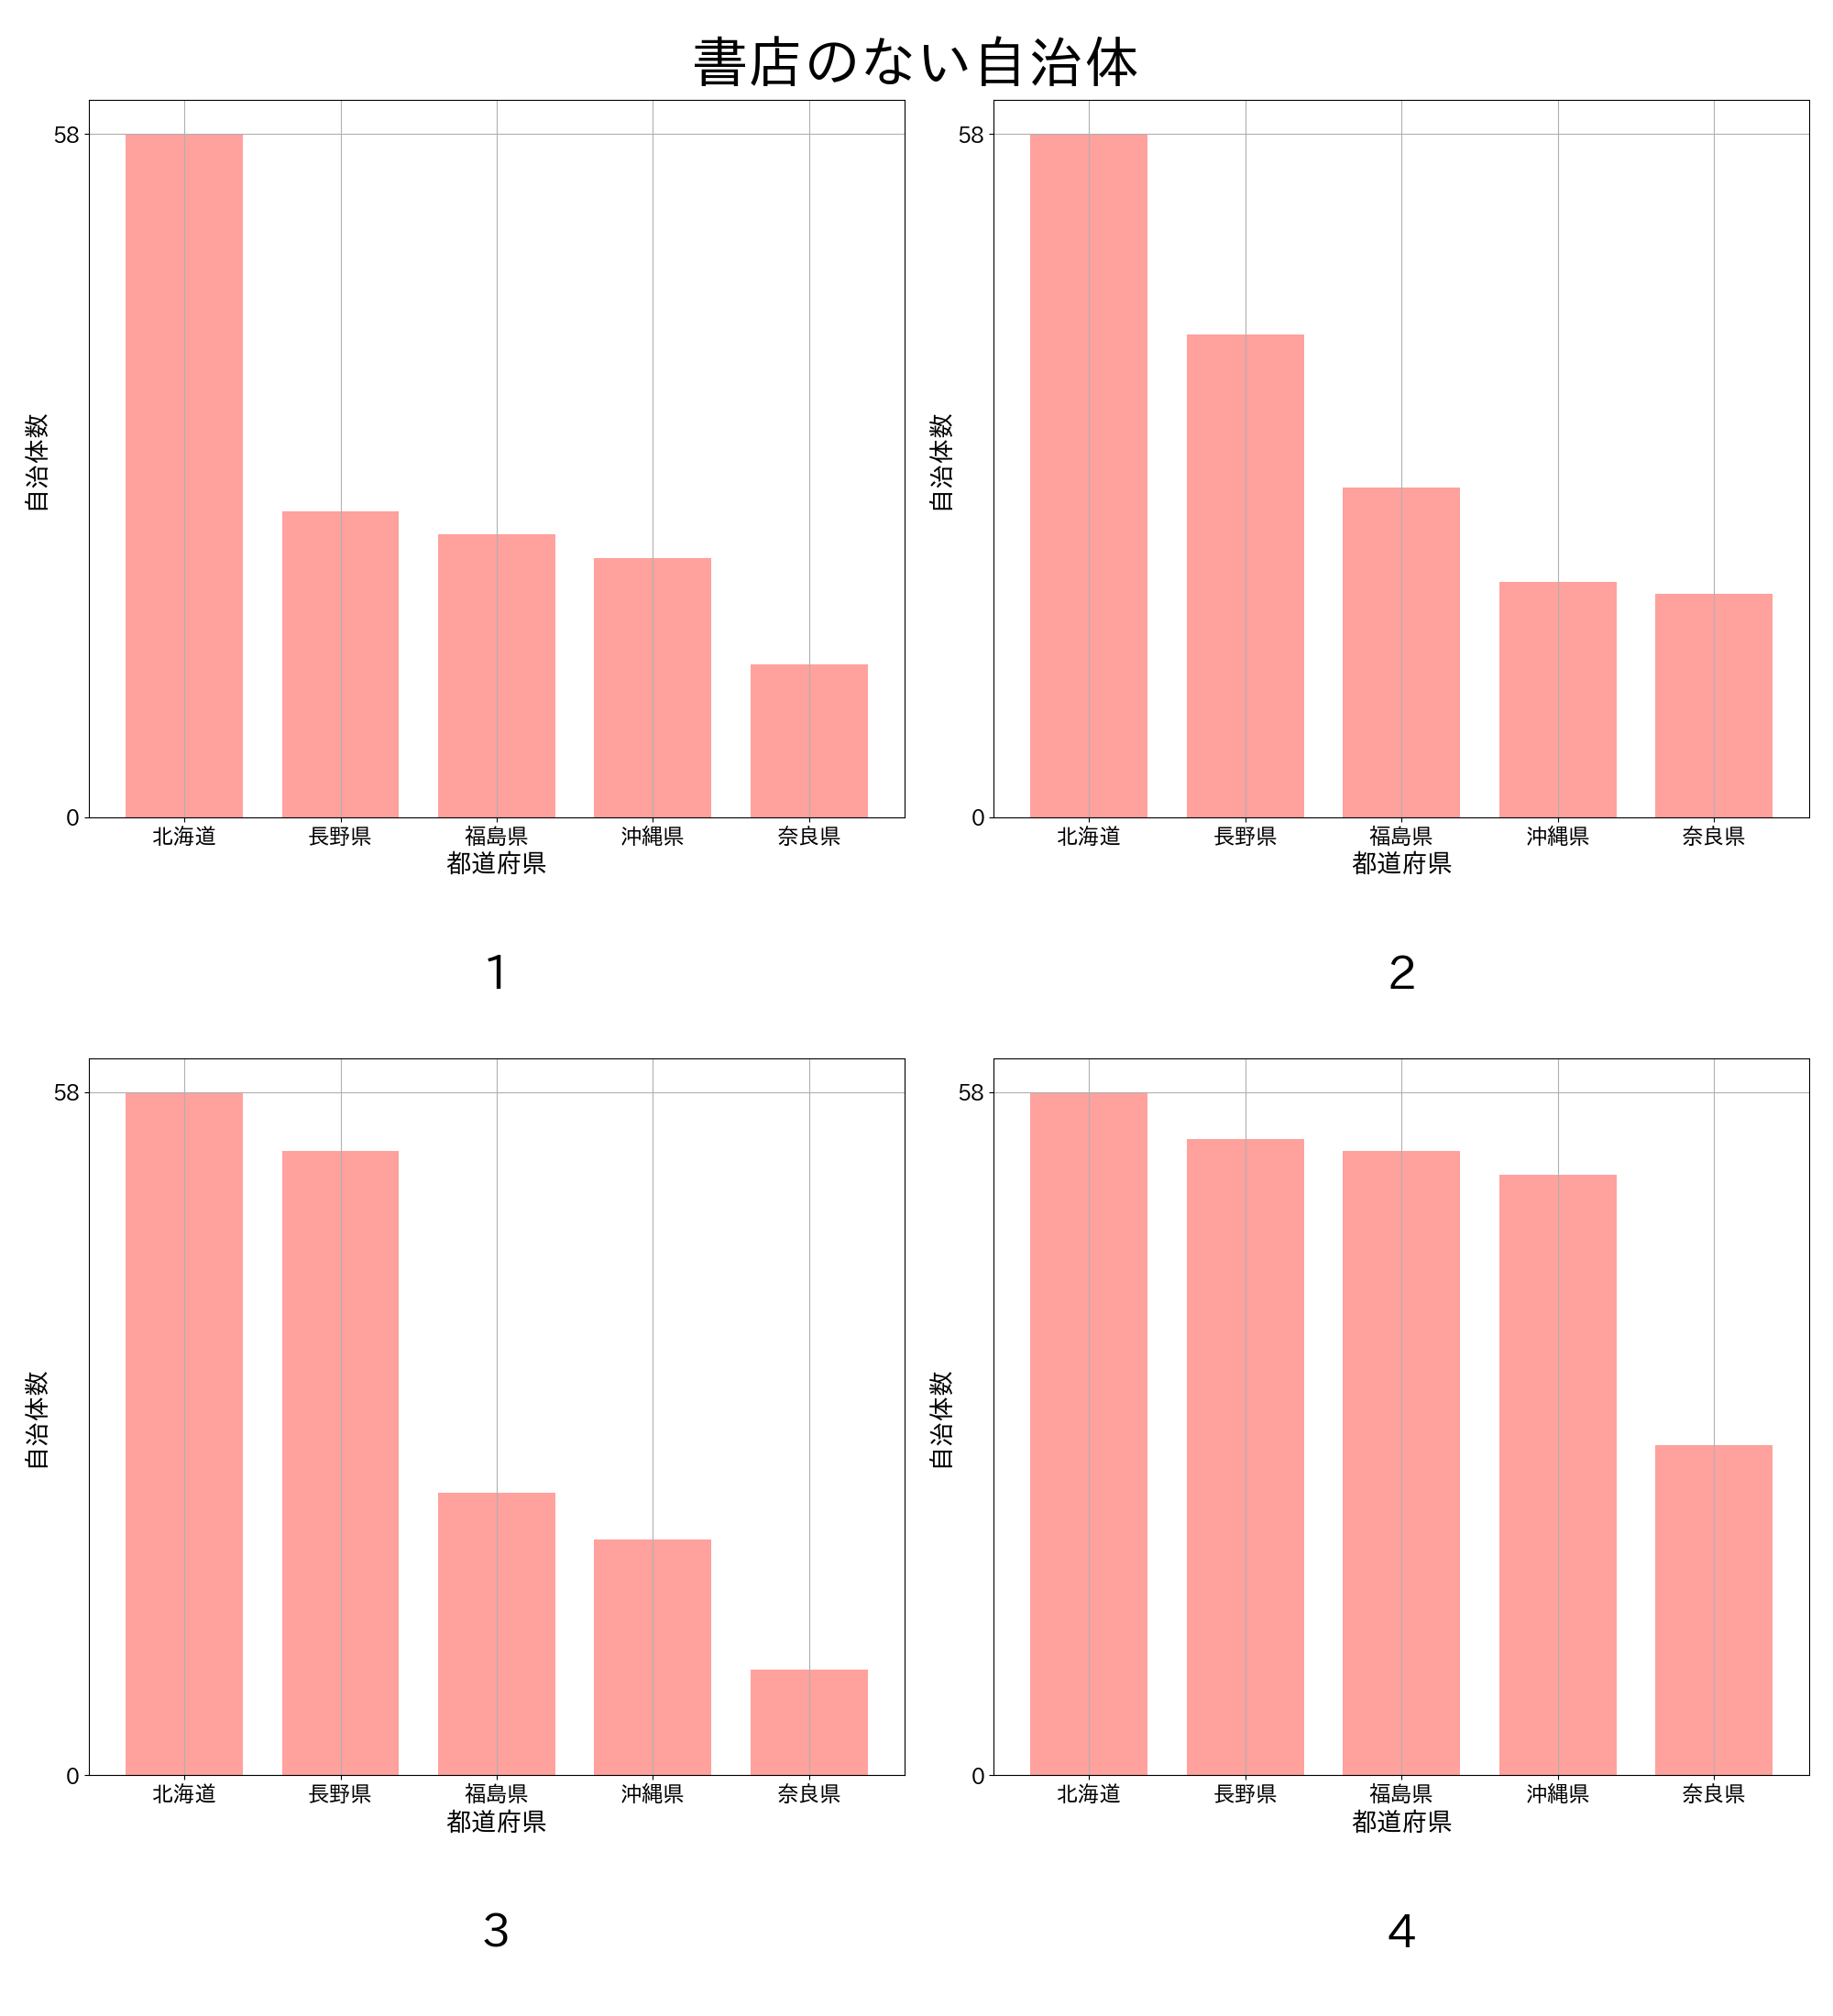 書店のない自治体
58
0
自治体数
北海道 長野県 福島県 沖縄県 奈良県
都道府県
1
58
0
自治体数
北海道 長野県 福島県 沖縄県 奈良県
都道府県
2
58
0
自治体数
北海道 長野県 福島県 沖縄県 奈良県
都道府県
3
58
0
自治体数
北海道 長野県 福島県 沖縄県 奈良県
都道府県
4